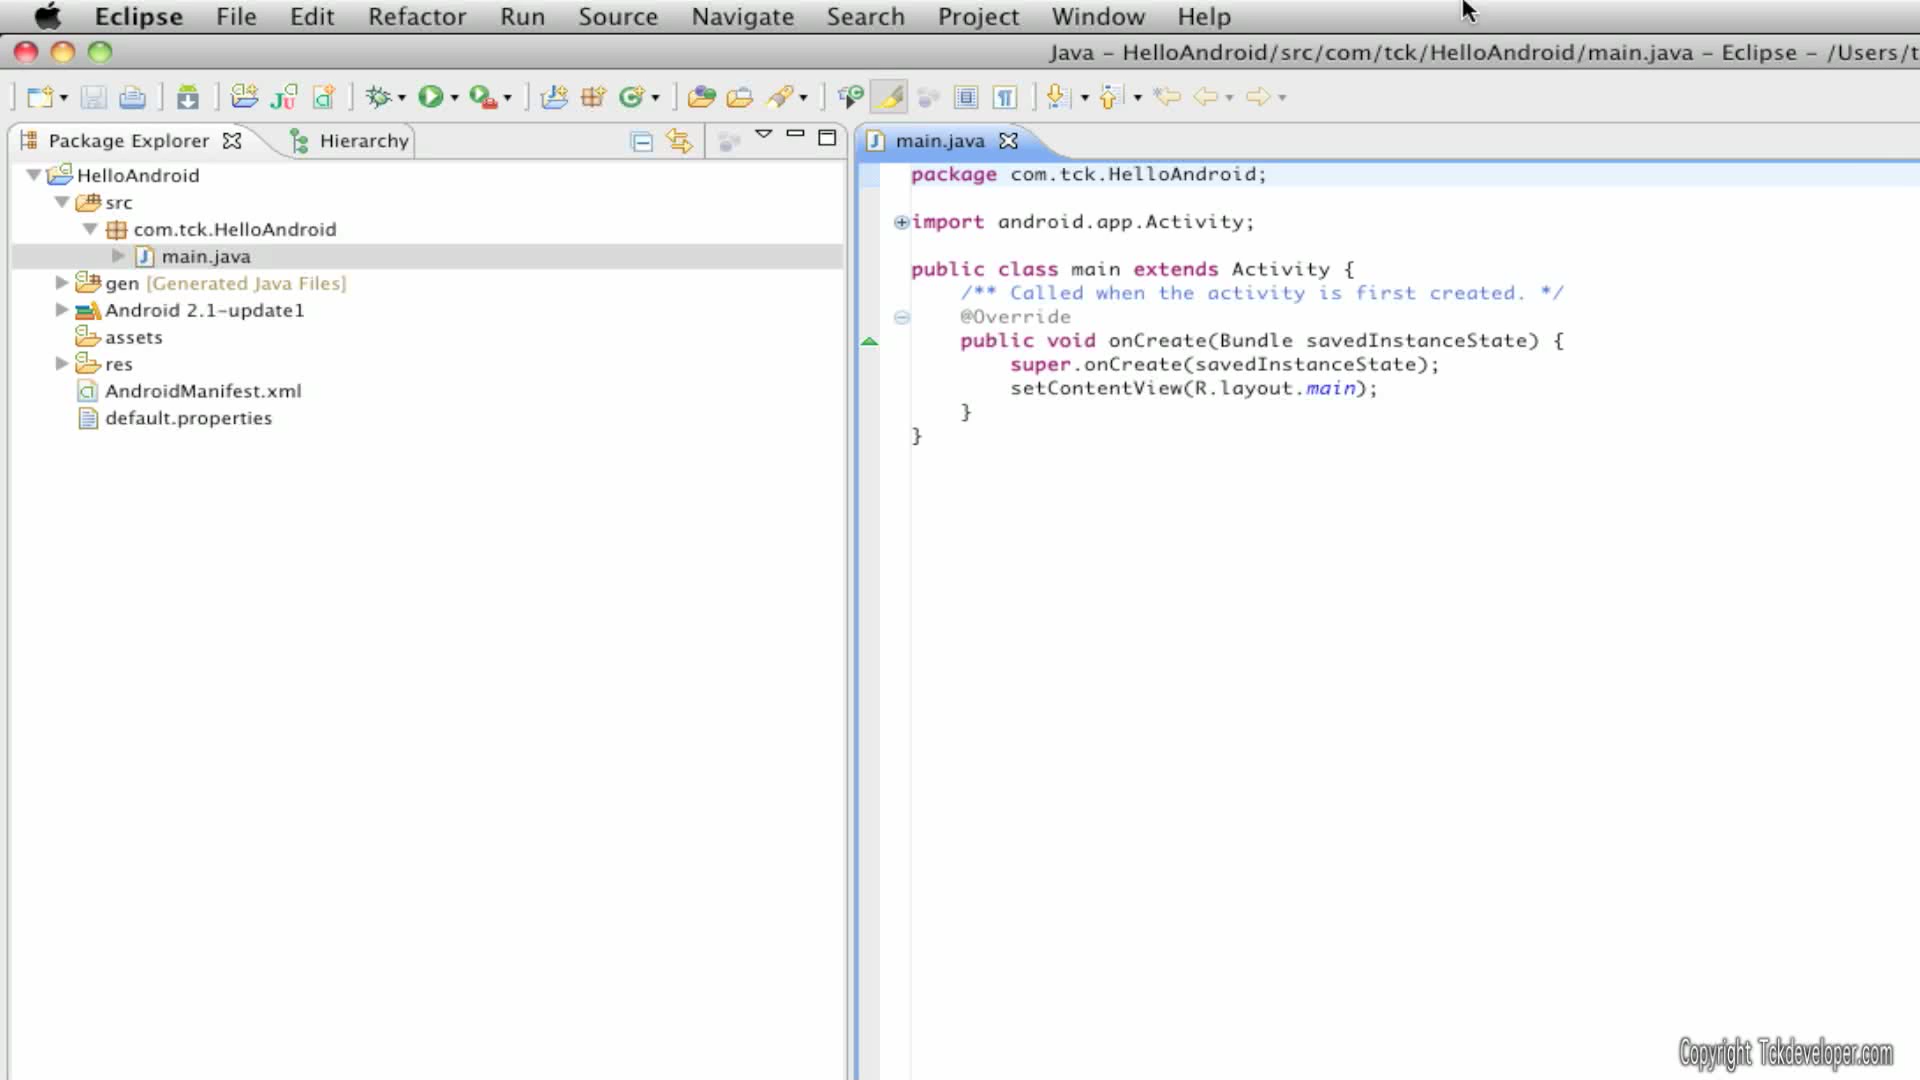 Eclipse File Edit Refactor Run Source Navigate Search Project Window Help
Java – HelloAndroid/src/com/tck/HelloAndroid/main.java – Eclipse – /Users/t
Package Explorer Hierarchy
HelloAndroid
src
com.tck.HelloAndroid
main.java
gen [Generated Java Files]
Android 2.1–update1
assets
res
AndroidManifest.xml
default.properties
main.java
package com.tck.HelloAndroid;
import android.app.Activity;
public class main extends Activity {
/** Called when the activity is first created. */
@Override
public void onCreate(Bundle savedInstanceState) {
super.onCreate(savedInstanceState);
setContentView(R.layout.main);
}
}
Copyright Tckdeveloper.com